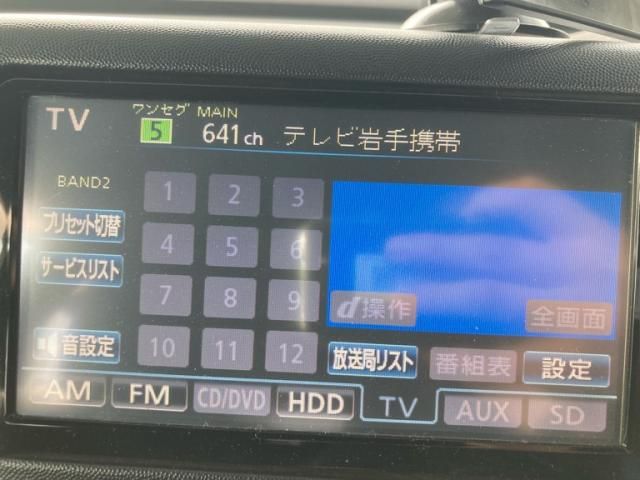 TV
ワンセグ MAIN
5 641ch テレビ岩手携帯
BAND2
1 2 3
プリセット切替
4 5 6
サービスリスト
7 8 9
d操作 全画面
音設定 10 11 12 放送局リスト 番組表 設定
AM FM CD/DVD HDD TV AUX SD